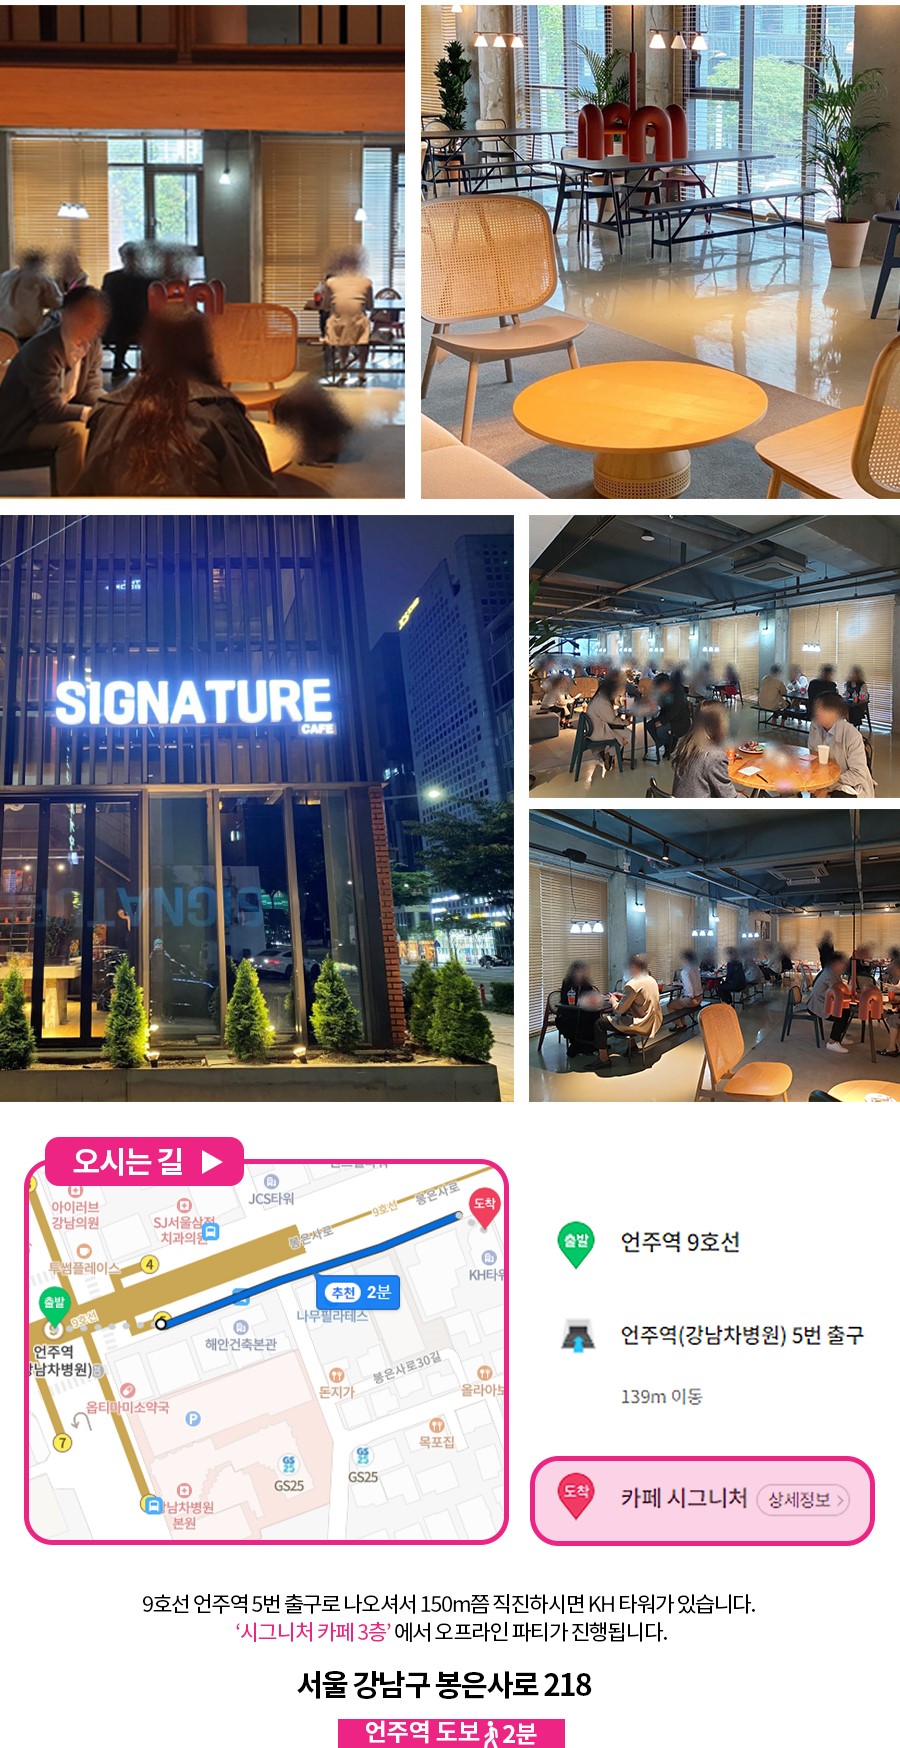 SIGNATURE
CAFE
오시는 길 ▶
아이러브
강남의원
SJ서울삼정
치과의원
JCS타워
봉은사로
9호선
봉은사로
도착
투썸플레이스
4
KH타워
출발
9호선
추천 2분
나무필라테스
언주역
해안건축본관
봉은사로30길
돈지가
옵티마미소약국
P
목포집
7
GS25
GS25
강남차병원
본원
출발 언주역 9호선
언주역(강남차병원) 5번 출구
139m 이동
도착 카페 시그니처 상세정보 >
9호선 언주역 5번 출구로 나오셔서 150m쯤 직진하시면 KH 타워가 있습니다.
‘시그니처 카페 3층’ 에서 오프라인 파티가 진행됩니다.
서울 강남구 봉은사로 218
언주역 도보 2분